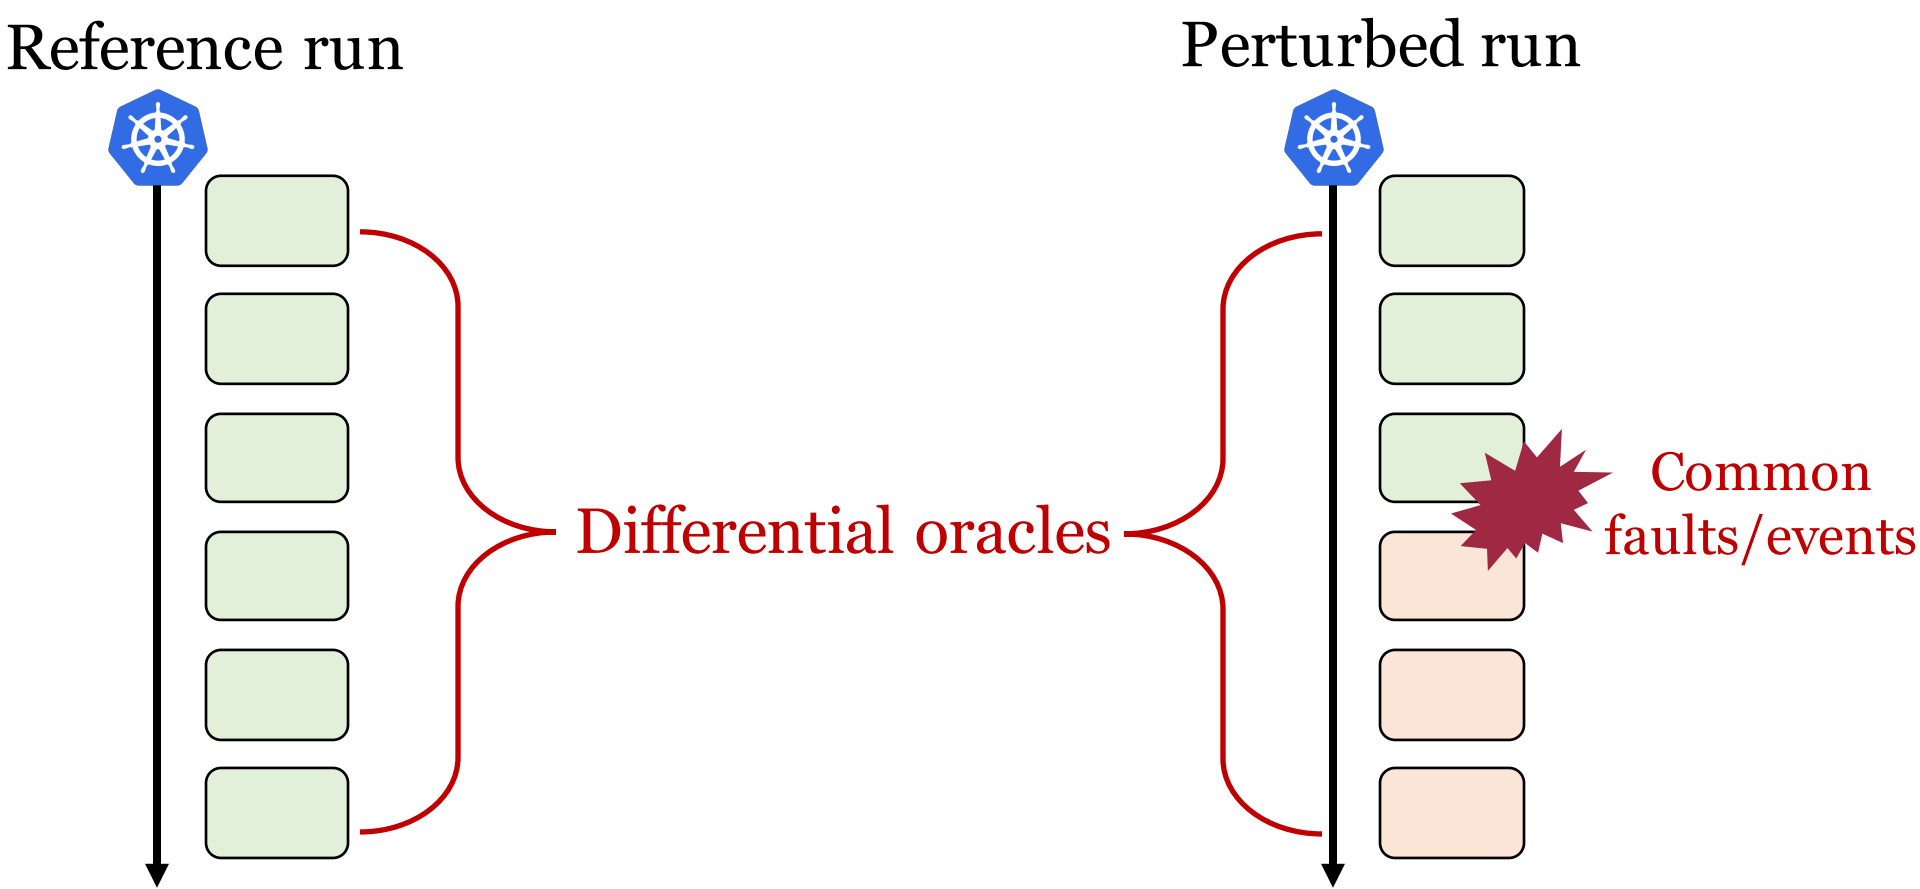 Reference run
Perturbed run
Differential oracles
Common
faults/events